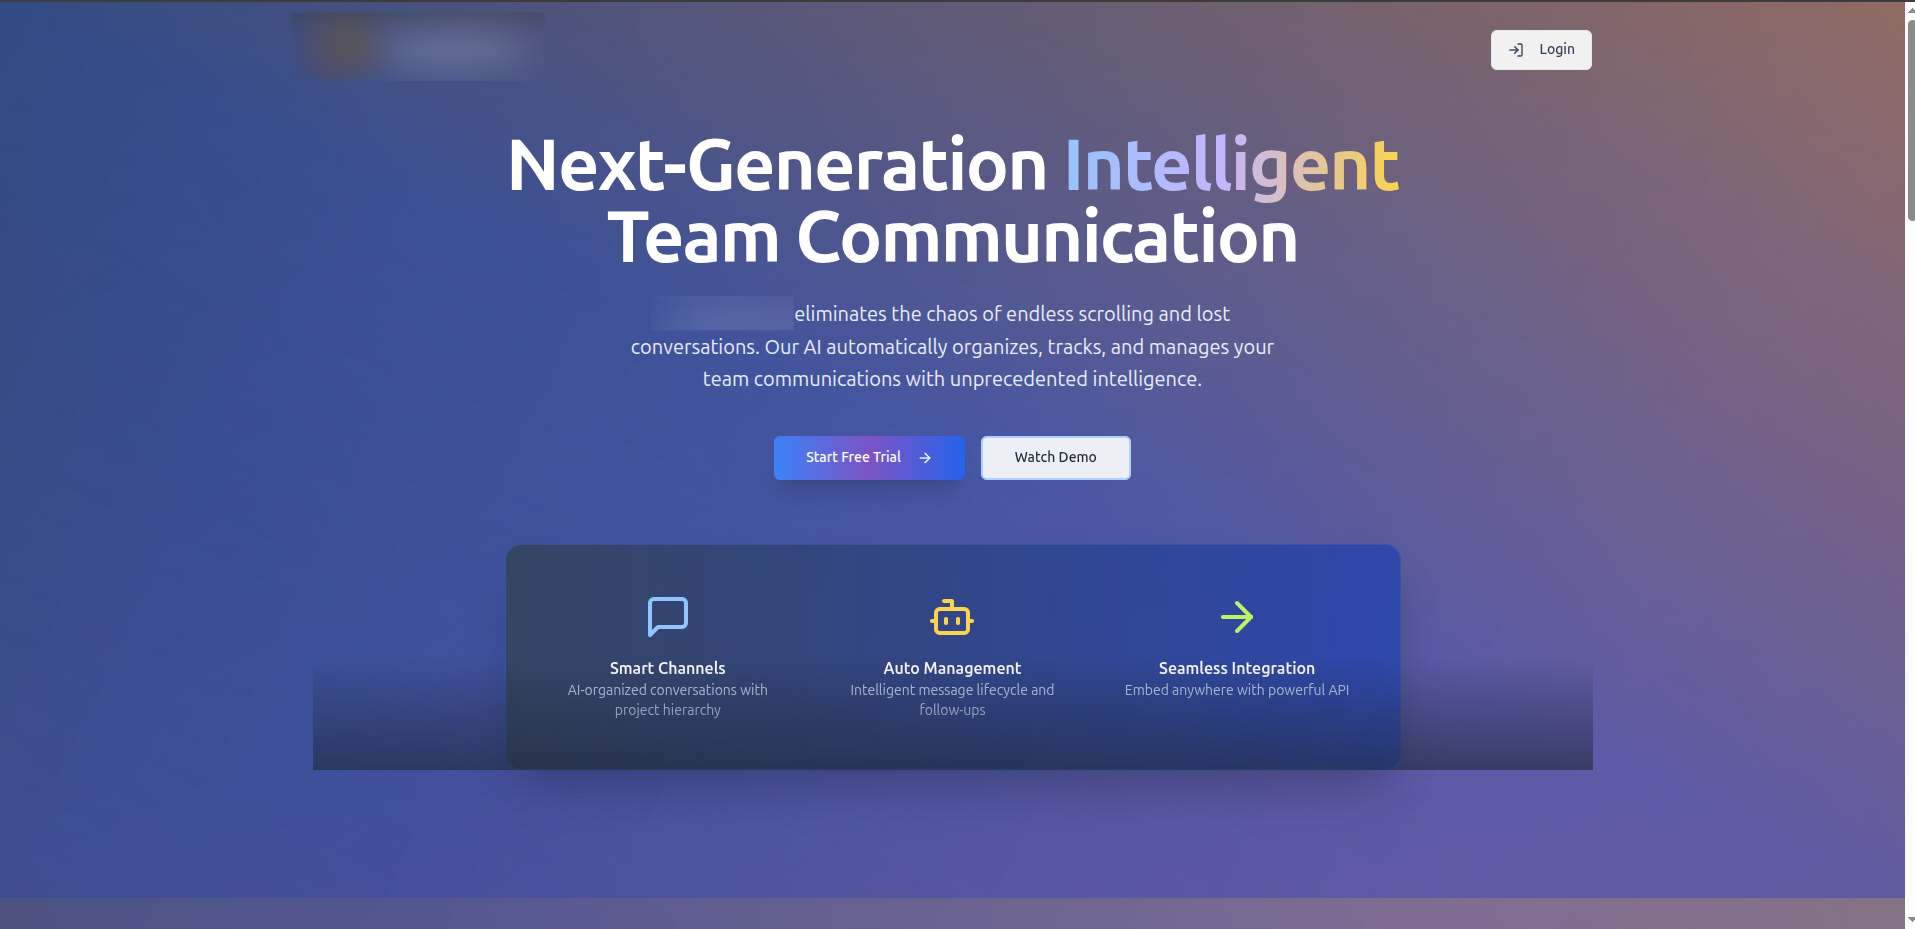 Login
Next-Generation Intelligent
Team Communication
eliminates the chaos of endless scrolling and lost
conversations. Our AI automatically organizes, tracks, and manages your
team communications with unprecedented intelligence.
Start Free Trial
Watch Demo
Smart Channels
AI-organized conversations with
project hierarchy
Auto Management
Intelligent message lifecycle and
follow-ups
Seamless Integration
Embed anywhere with powerful API